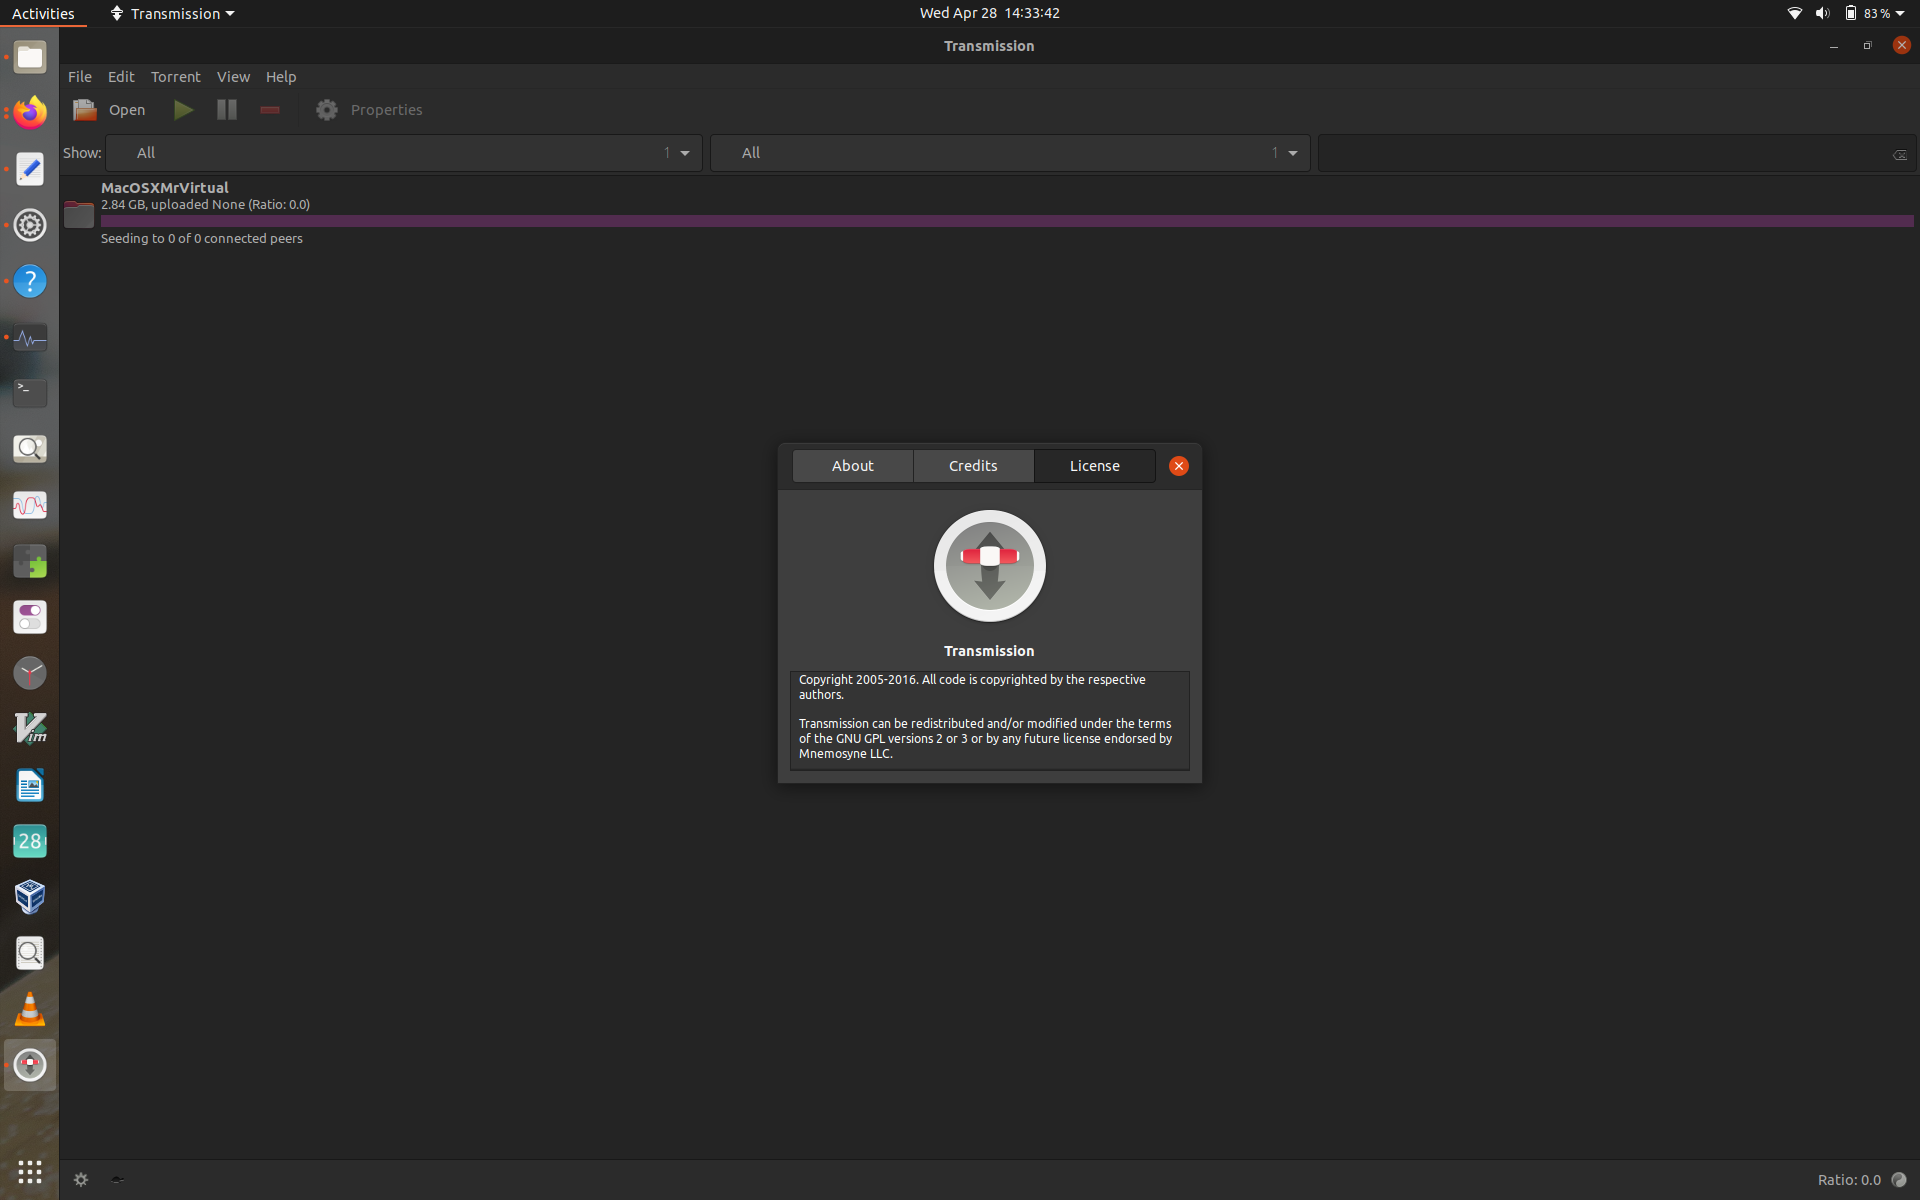 Activities
Transmission
Wed Apr 28 14:33:42
83 %
Transmission
File Edit Torrent View Help
Open
Properties
Show: All 1 All 1
MacOSXMrVirtual
2.84 GB, uploaded None (Ratio: 0.0)
Seeding to 0 of 0 connected peers
About Credits License
Transmission
Copyright 2005-2016. All code is copyrighted by the respective
authors.
Transmission can be redistributed and/or modified under the terms
of the GNU GPL versions 2 or 3 or by any future license endorsed by
Mnemosyne LLC.
?
>_
Vim
28
Ratio: 0.0